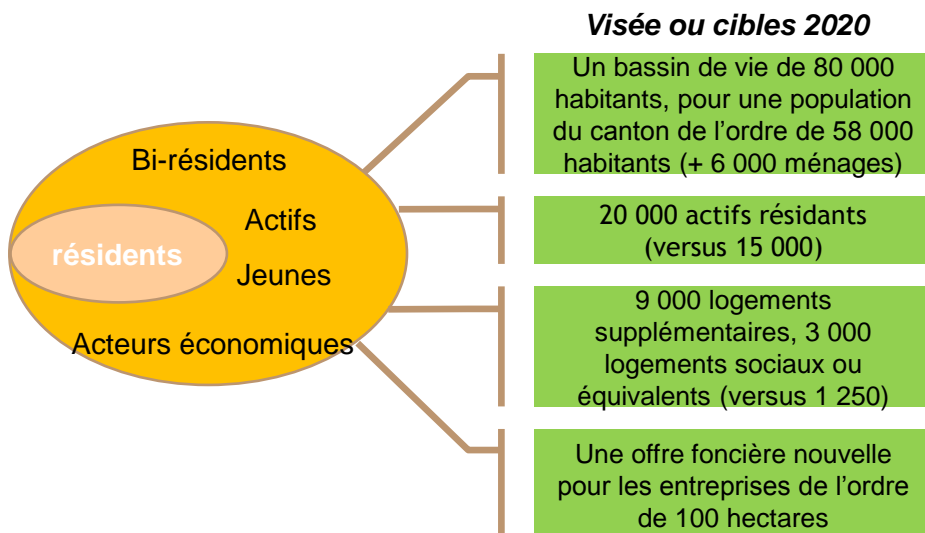 Visée ou cibles 2020
Un bassin de vie de 80 000
habitants, pour une population
du canton de l’ordre de 58 000
habitants (+ 6 000 ménages)
Bi-résidents
Actifs
résidents
Jeunes
Acteurs économiques
20 000 actifs résidants
(versus 15 000)
9 000 logements
supplémentaires, 3 000
logements sociaux ou
équivalents (versus 1 250)
Une offre foncière nouvelle
pour les entreprises de l’ordre
de 100 hectares